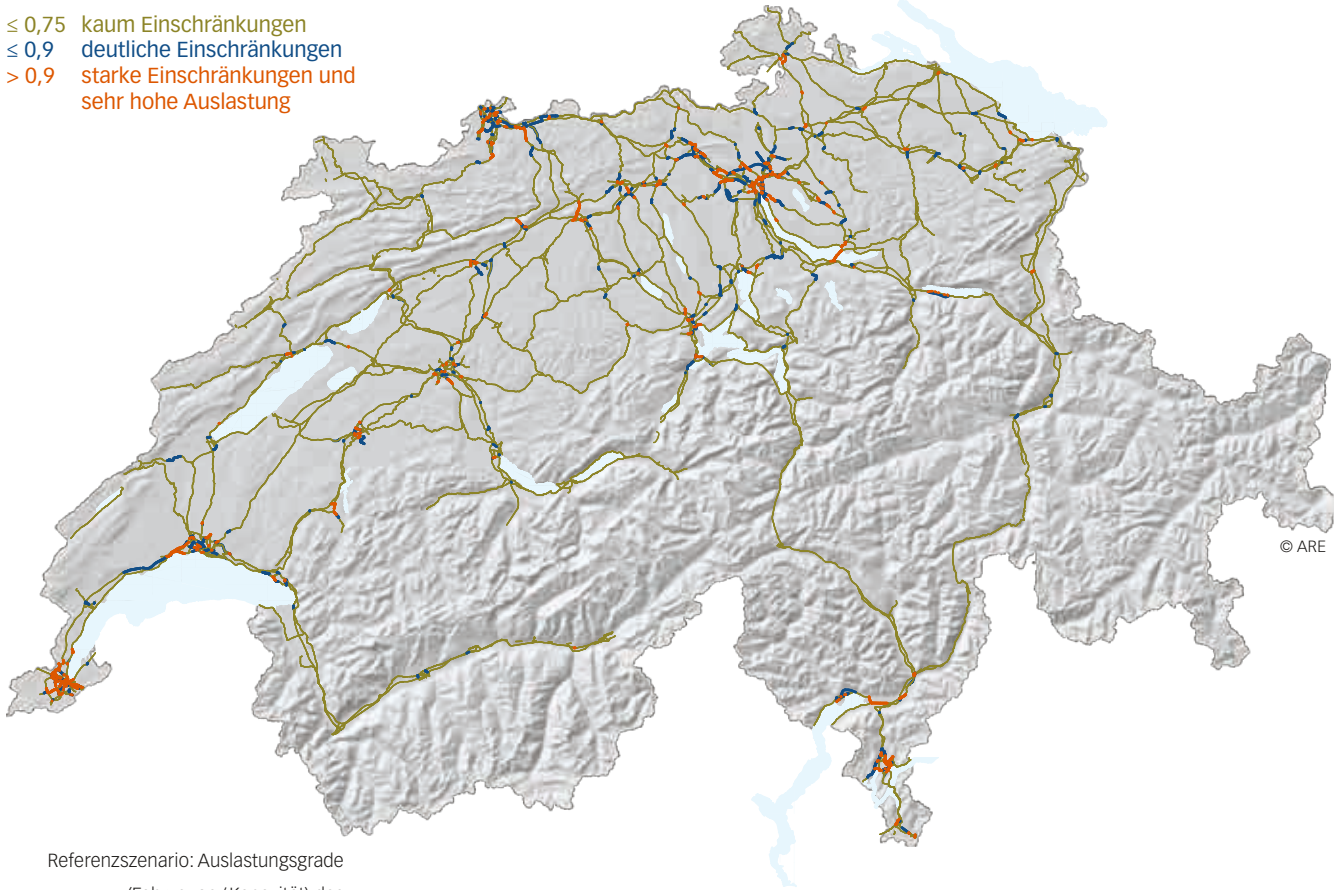 ≤ 0,75 kaum Einschränkungen
≤ 0,9 deutliche Einschränkungen
> 0,9 starke Einschränkungen und
sehr hohe Auslastung
© ARE
Referenzszenario: Auslastungsgrade